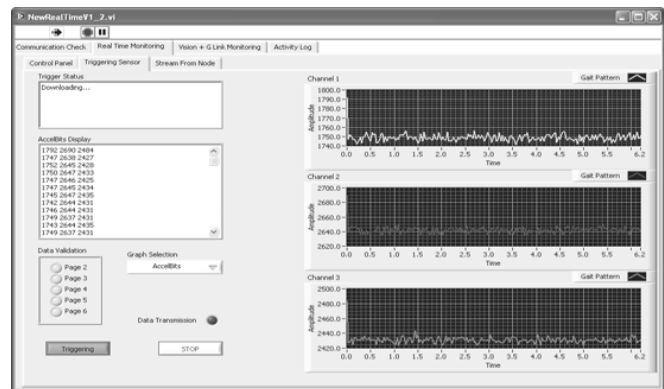 NewRealTimeV1_2.vi
Communication Check Real Time Monitoring Vision + G Link Monitoring Activity Log
Control Panel Triggering Sensor Stream From Node
Trigger Status
Downloading...
AccelBits Display
1792 2690 2484
1747 2638 2427
1752 2645 2428
1750 2647 2433
1747 2646 2425
1747 2645 2434
1745 2647 2435
1742 2644 2431
1746 2644 2431
1749 2637 2431
1743 2644 2435
1749 2637 2431
Data Validation
Page 2
Page 3
Page 4
Page 5
Page 6
Graph Selection
AccelBits
Data Transmission
Triggering
STOP
Channel 1
Gait Pattern
Amplitude
1800.0
1790.0
1780.0
1770.0
1760.0
1750.0
1740.0
0.0 0.5 1.0 1.5 2.0 2.5 3.0 3.5 4.0 4.5 5.0 5.5 6.2
Time
Channel 2
Gait Pattern
Amplitude
2700.0
2680.0
2660.0
2640.0
2620.0
0.0 0.5 1.0 1.5 2.0 2.5 3.0 3.5 4.0 4.5 5.0 5.5 6.2
Time
Channel 3
Gait Pattern
Amplitude
2500.0
2480.0
2460.0
2440.0
2420.0
0.0 0.5 1.0 1.5 2.0 2.5 3.0 3.5 4.0 4.5 5.0 5.5 6.2
Time